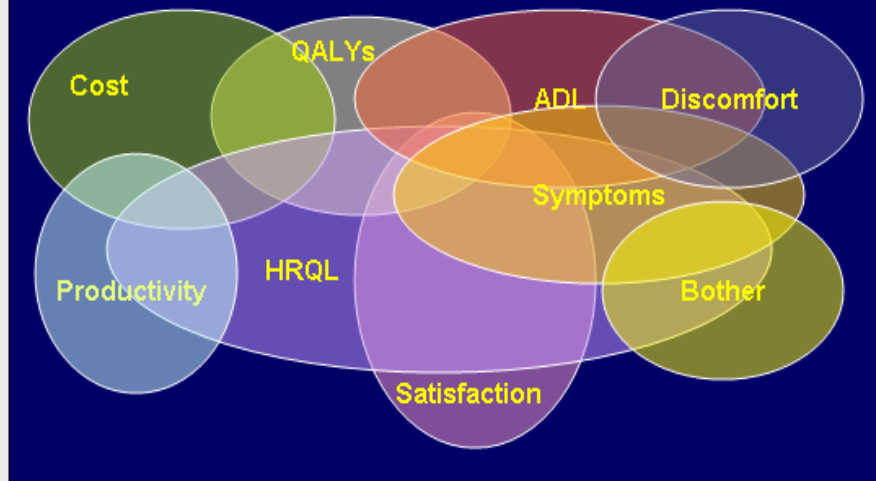 QALYs
Cost
ADL
Discomfort
Symptoms
HRQL
Productivity
Bother
Satisfaction